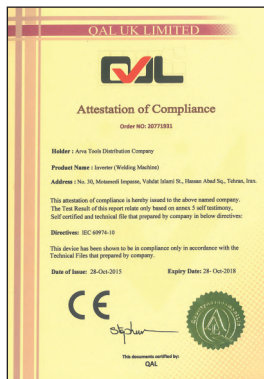 QAL UK LIMITED
QAL
Attestation of Compliance
Order NO: 20771931
Holder : Arva Tools Distribution Company
Product Name : Inverter (Welding Machine)
Address : No. 30, Motamedi Impasse, Vahdat Islami St., Hassan Abad Sq., Tehran, Iran.
This attestation of compliance is hereby issued to the above named company.
The Test Result of this report relate only based on annex 5 self testimony,
Self certified and technical file that prepared by company in below directives:
Directives: IEC 60974-10
This device has been shown to be in compliance only in accordance with the
Technical Files that prepared by company.
Date of Issue: 28-Oct-2015 Expiry Date: 28- Oct-2018
CE
Stephen
This documents certified by:
QAL